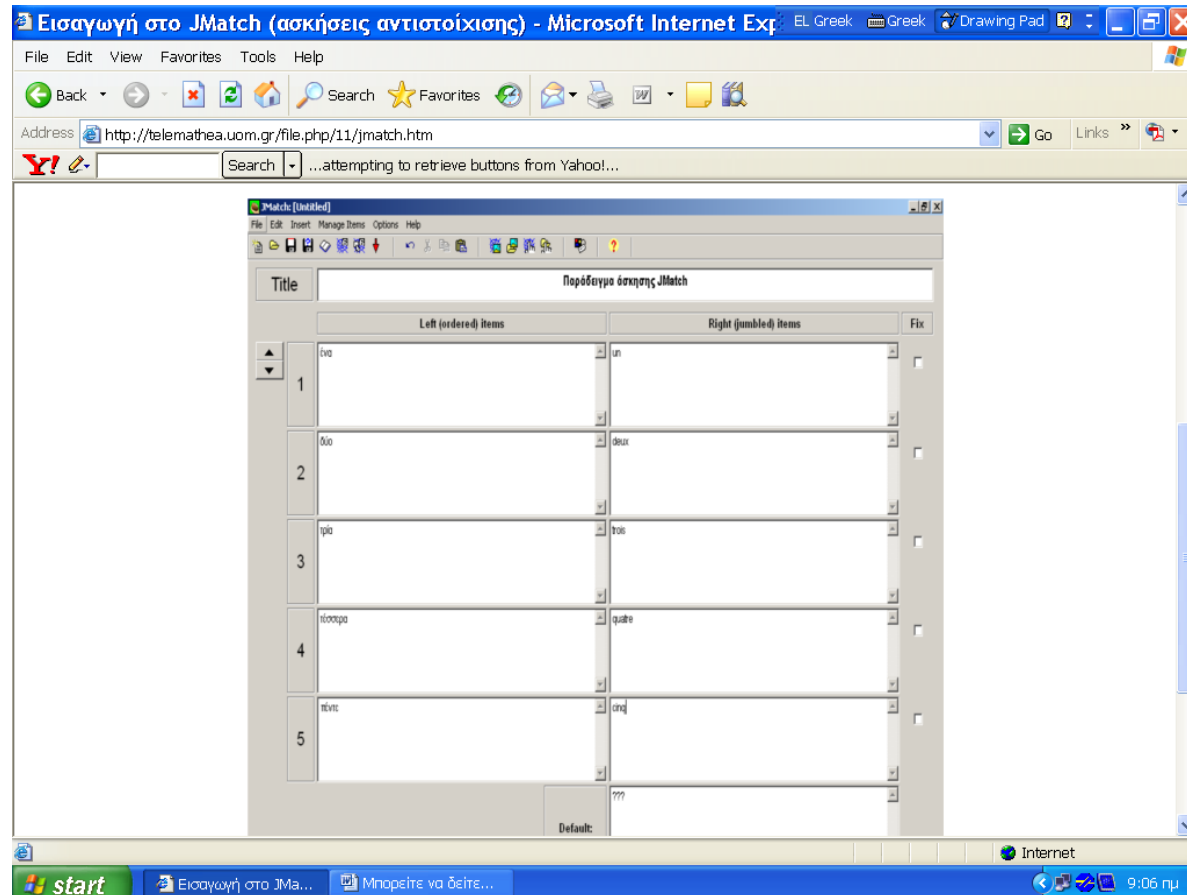 Εισαγωγή στο JMatch (ασκήσεις αντιστοίχισης) - Microsoft Internet Exp EL Greek Greek Drawing Pad
File Edit View Favorites Tools Help
Back Search Favorites
Address http://telemathea.uom.gr/file.php/11/jmatch.htm Go Links »
Y! Search ...attempting to retrieve buttons from Yahoo!...
JMatch: [Untitled]
File Edit Insert Manage Items Options Help
Title Παράδειγμα άσκησης JMatch
Left (ordered) items Right (jumbled) items Fix
1 ένα un
2 δύο deux
3 τρία trois
4 τέσσερα quatre
5 πέντε cinq
Default: ???
Internet
start Εισαγωγή στο JMa... Μπορείτε να δείτε... 9:06 πμ